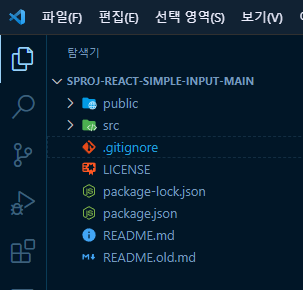 파일(F) 편집(E) 선택 영역(S) 보기(V)
탐색기
SPROJ-REACT-SIMPLE-INPUT-MAIN
public
src
.gitignore
LICENSE
package-lock.json
package.json
README.md
README.old.md